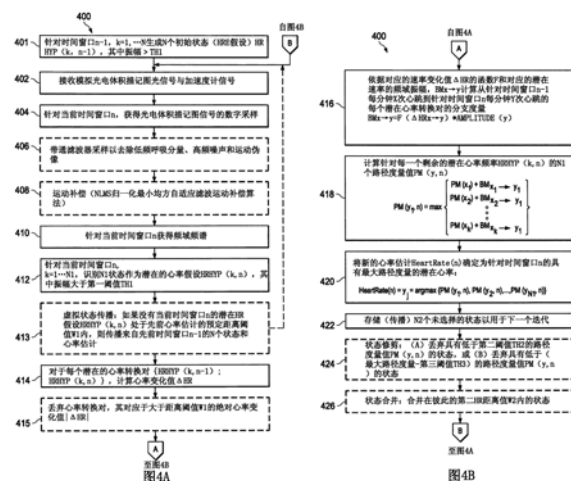 400
自图4B
B
401
针对时间窗口n-1, k=1,…N生成N个初始状态（HRE假设）HR
HYP（k, n-1），其中振幅>TH1
402
接收模拟光电体积描记图光信号与加速度计信号
404
针对当前时间窗口n，获得光电体积描记图信号的数字采样
406
带通滤波器采样以去除低频呼吸分量、高频噪声和运动伪
像
408
运动补偿（NLMS归一化最小均方自适应滤波运动补偿算
法）
410
针对当前时间窗口n获得频域频谱
412
针对当前时间窗口n,
k=1…N1，识别N1状态作为潜在的心率假设HRHYP（k, n），其
中振幅大于第一阈值TH1
413
虚拟状态传播：如果没有当前时间窗口n的潜在HR
假设HRHYP（k, n）处于先前心率估计的预定距离阈
值W1内，则传播来自先前时间窗口n-1的N个状态和
心率估计
414
对于每个潜在的心率转换对（HRHYP（k, n-1）；
HRHYP（k, n）），计算心率变化值ΔHR
415
丢弃心率转换对，其对应于大于距离阈值W1的绝对心率变
化值|ΔHR|
A
至图4B
图4A
400
自图4A
A
416
依据对应的速率变化值ΔHR的函数F和对应的潜在
速率的频域振幅，BMx→y计算从针对时间窗口n-1
每分钟X次心跳到针对时间窗口n每分钟Y次心跳的
每个潜在心率转换对的分支度量
BMx→y=F（ΔHRx→y）*AMPLITUDE（y）
418
计算针对每一个剩余的潜在心率频率HRHYP（k, n）的N1
个路径度量值PM（y, n）
PM (y₁, n) = max
PM (x₁) + BM x₁ → y₁
PM (x₂) + BM x₂ → y₁
⋮
PM (xₖ) + BM xₖ → y₁
420
将新的心率估计HeartRate(n)确定为针对时间窗口n的具
有最大路径度量的潜在心率：
HeartRate(n) = yⱼ = argmax {PM (y₁, n), PM (y₂, n),...,PM (yN1, n)}
422
存储（传播）N2个未选择的状态以用于下一个迭代
424
状态修剪：（A）丢弃具有低于第二阈值TH2的路径
度量值PM（y, n）的状态，或（B）丢弃具有低于（
最大路径度量-第三阈值TH3）的路径度量值PM（y, n
）的状态
426
状态合并：合并在彼此的第二HR距离值W2内的状态
B
至图4A
图4B